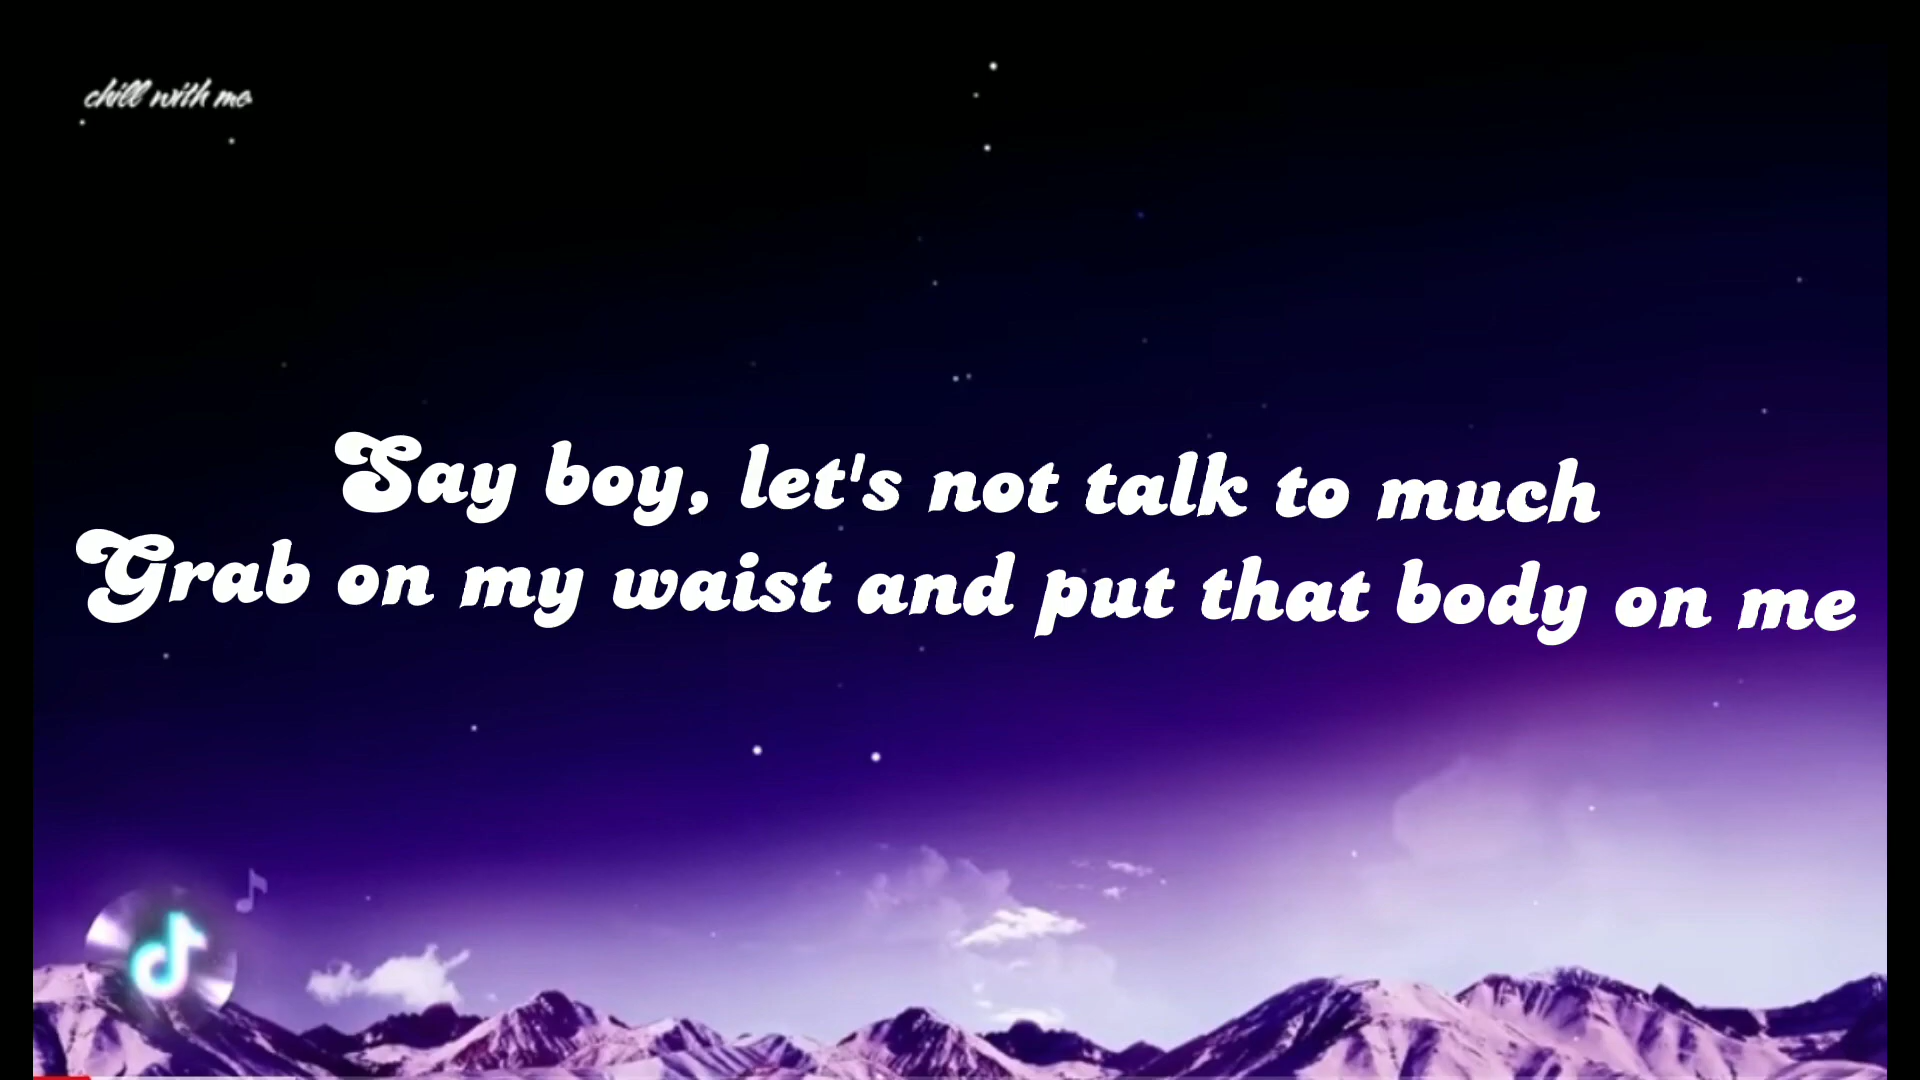 chill with me
Say boy, let's not talk to much
Grab on my waist and put that body on me